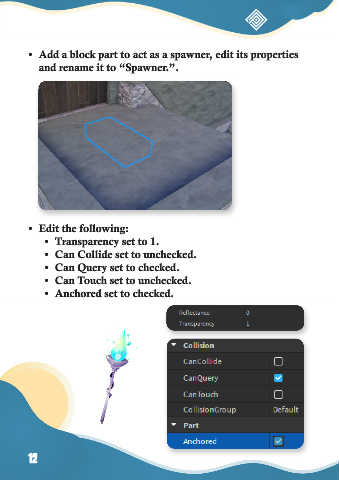 • Add a block part to act as a spawner, edit its properties
and rename it to “Spawner.”.
• Edit the following:
• Transparency set to 1.
• Can Collide set to unchecked.
• Can Query set to checked.
• Can Touch set to unchecked.
• Anchored set to checked.
Reflectance 0
Transparency 1
Collision
CanCollide
CanQuery
CanTouch
CollisionGroup Default
Part
Anchored
12